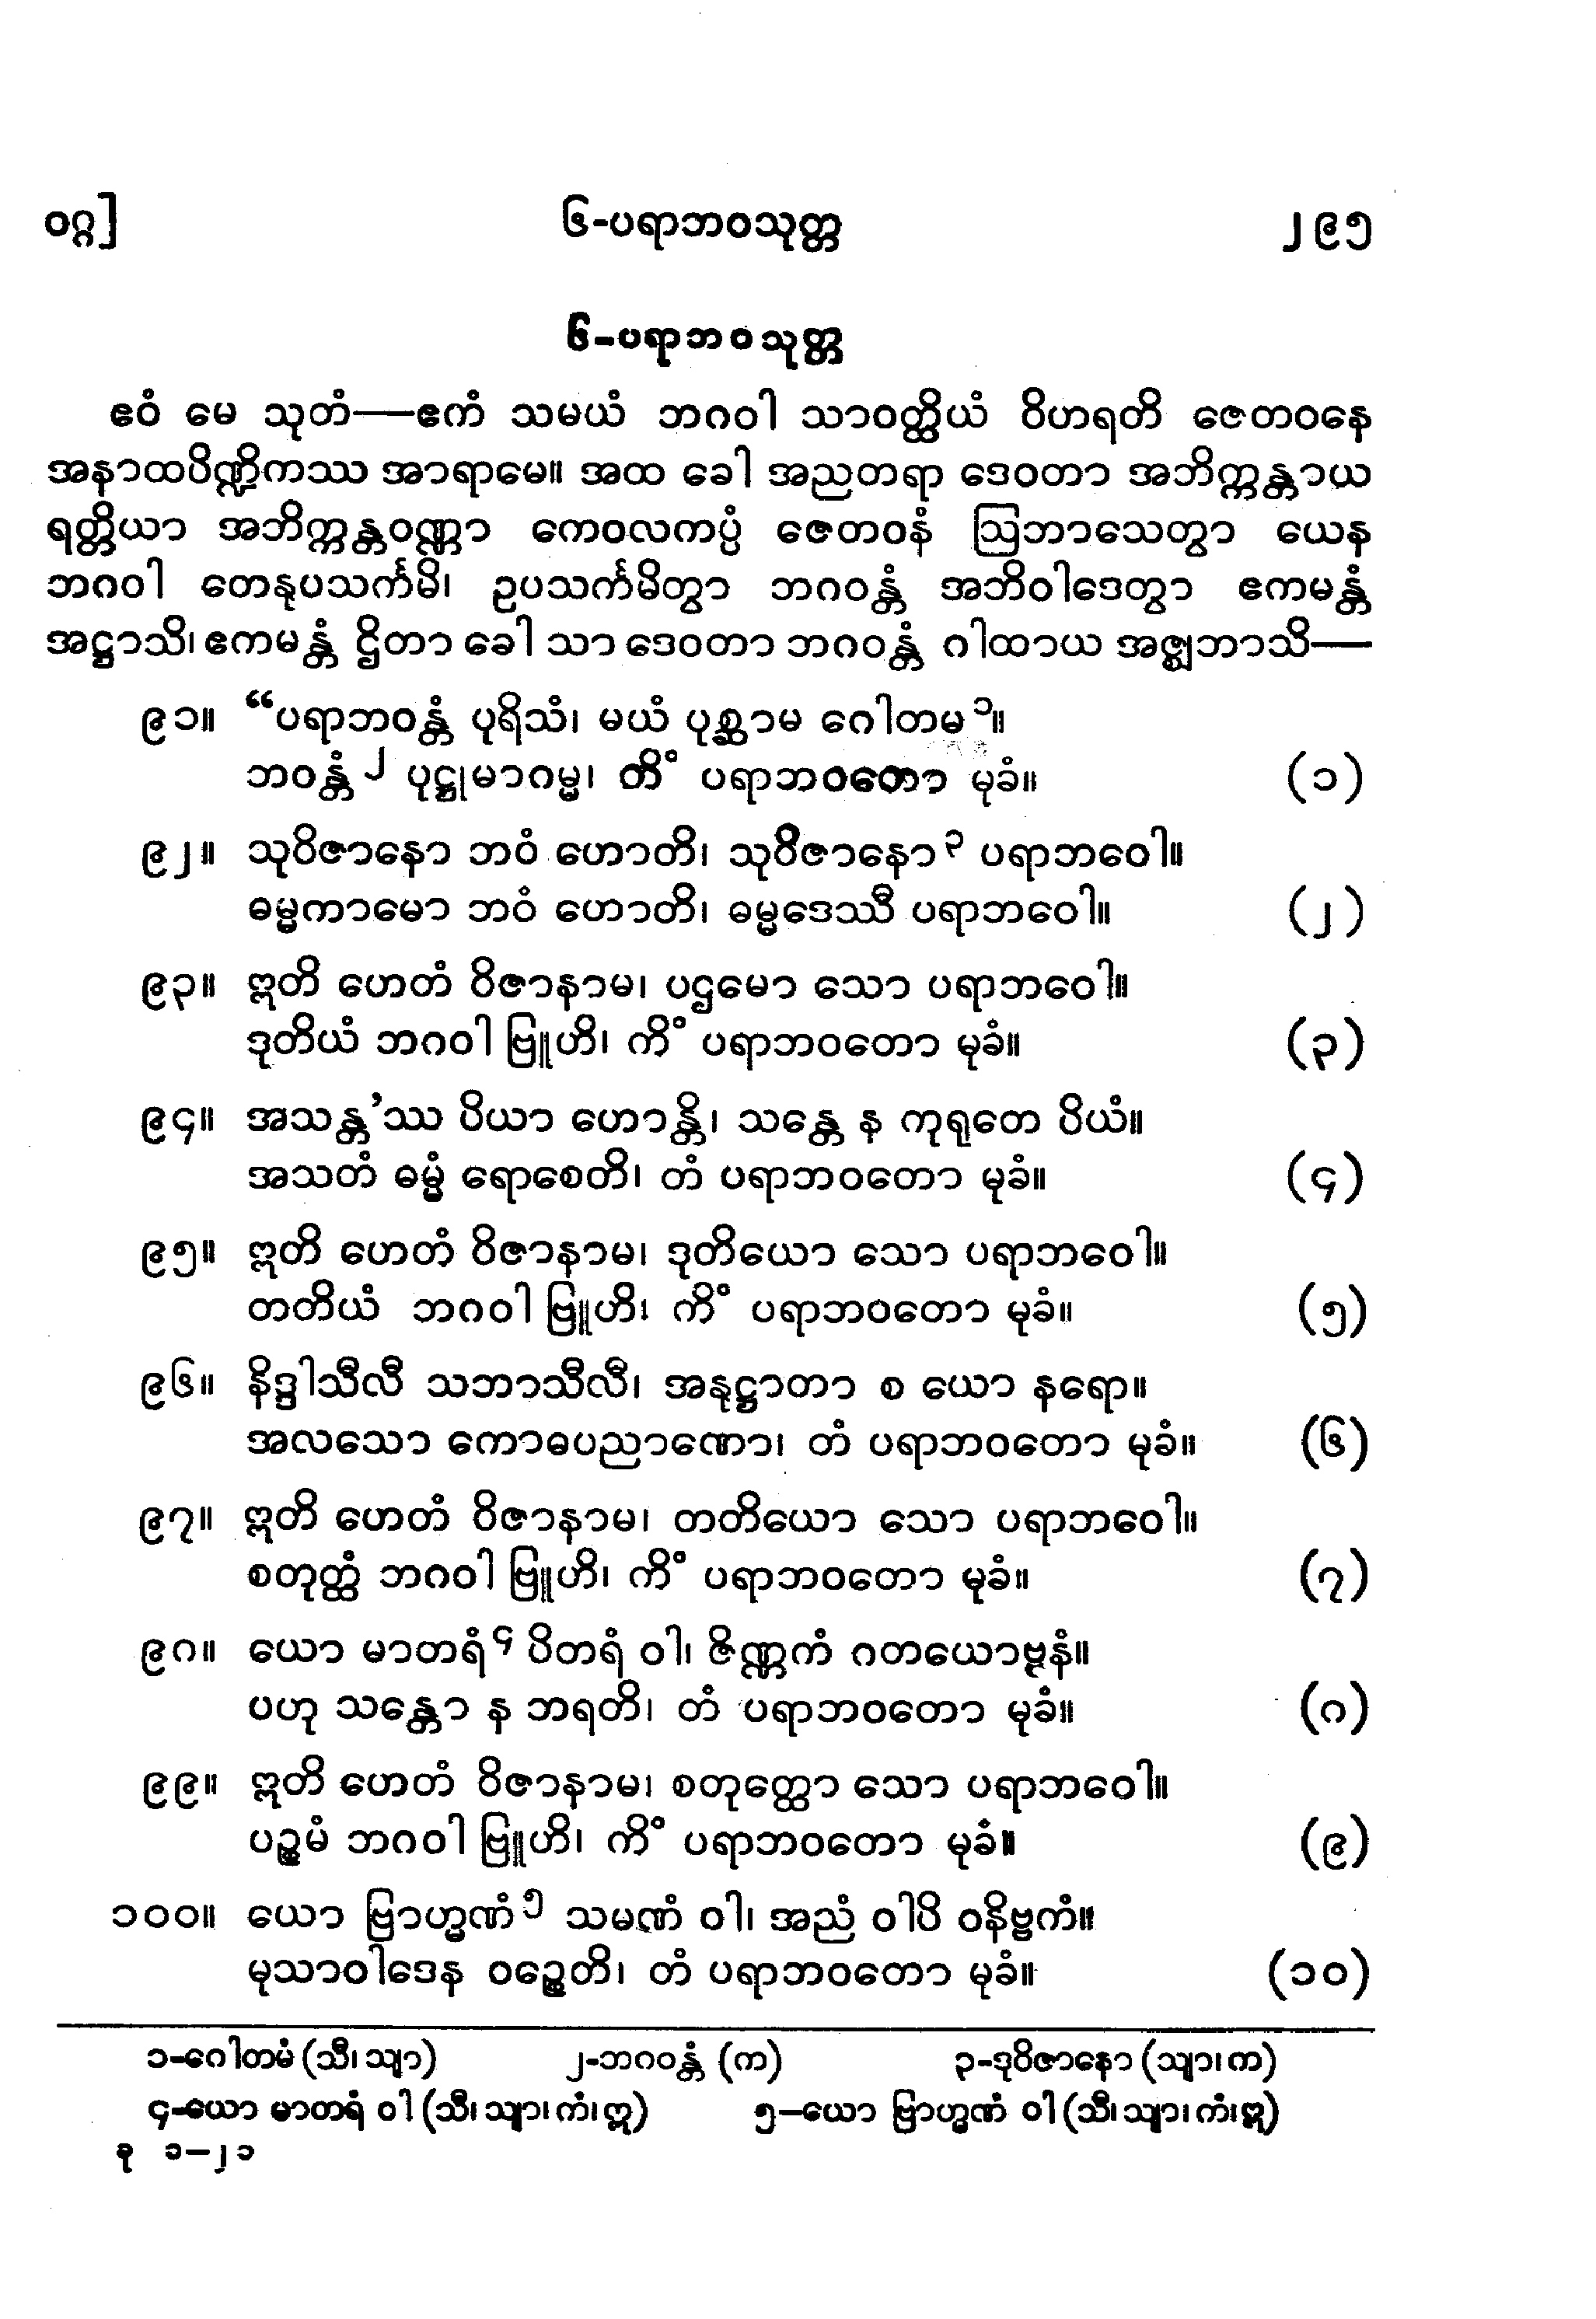 ဝဂ္ဂ] ၆-ပရာဘဝသုတ္တ ၂၉၅
၆-ပရာဘဝသုတ္တ
ဧဝံ မေ သုတံ—ဧကံ သမယံ ဘဂဝါ သာဝတ္ထိယံ ဝိဟရတိ ဇေတဝနေ
အနာထပိဏ္ဍိကဿ အာရာမေ။ အထ ခေါ အညတရာ ဒေဝတာ အဘိက္ကန္တာယ
ရတ္တိယာ အဘိက္ကန္တဝဏ္ဏာ ကေဝလကပ္ပံ ဇေတဝနံ ဩဘာသေတွာ ယေန
ဘဂဝါ တေနုပသင်္ကမိ၊ ဥပသင်္ကမိတွာ ဘဂဝန္တံ အဘိဝါဒေတွာ ဧကမန္တံ
အဋ္ဌာသိ၊ ဧကမန္တံ ဌိတာ ခေါ သာ ဒေဝတာ ဘဂဝန္တံ ဂါထာယ အဇ္ဈဘာသိ—
၉၁။ “ပရာဘဝန္တံ ပုရိသံ၊ မယံ ပုစ္ဆာမ ဂေါတမ ၁။
ဘဝန္တံ ၂ ပုဋ္ဌုမာဂမ္မ၊ ကိံ ပရာဘဝတော မုခံ။ (၁)
၉၂။ သုဝိဇာနော ဘဝံ ဟောတိ၊ သုဝိဇာနော ၃ ပရာဘဝေါ။
ဓမ္မကာမော ဘဝံ ဟောတိ၊ ဓမ္မဒေဿီ ပရာဘဝေါ။ (၂)
၉၃။ ဣတိ ဟေတံ ဝိဇာနာမ၊ ပဌမော သော ပရာဘဝေါ။
ဒုတိယံ ဘဂဝါ ဗြူဟိ၊ ကိံ ပရာဘဝတော မုခံ။ (၃)
၉၄။ အသန္တ’ဿ ပိယာ ဟောန္တိ၊ သန္တေ န ကုရုတေ ပိယံ။
အသတံ ဓမ္မံ ရောစေတိ၊ တံ ပရာဘဝတော မုခံ။ (၄)
၉၅။ ဣတိ ဟေတံ ဝိဇာနာမ၊ ဒုတိယော သော ပရာဘဝေါ။
တတိယံ ဘဂဝါ ဗြူဟိ၊ ကိံ ပရာဘဝတော မုခံ။ (၅)
၉၆။ နိဒ္ဒါသီလီ သဘာသီလီ၊ အနုဋ္ဌာတာ စ ယော နရော။
အလသော ကောဓပညာဏော၊ တံ ပရာဘဝတော မုခံ။ (၆)
၉၇။ ဣတိ ဟေတံ ဝိဇာနာမ၊ တတိယော သော ပရာဘဝေါ။
စတုတ္ထံ ဘဂဝါ ဗြူဟိ၊ ကိံ ပရာဘဝတော မုခံ။ (၇)
၉၈။ ယော မာတရံ ၄ ပိတရံ ဝါ၊ ဇိဏ္ဏကံ ဂတယောဗ္ဗနံ။
ပဟု သန္တော န ဘရတိ၊ တံ ပရာဘဝတော မုခံ။ (၈)
၉၉။ ဣတိ ဟေတံ ဝိဇာနာမ၊ စတုတ္ထော သော ပရာဘဝေါ။
ပဉ္စမံ ဘဂဝါ ဗြူဟိ၊ ကိံ ပရာဘဝတော မုခံ။ (၉)
၁၀၀။ ယော ဗြာဟ္မဏံ ၅ သမဏံ ဝါ၊ အညံ ဝါပိ ဝနိဗ္ဗကံ။
မုသာဝါဒေန ဝဉ္စေတိ၊ တံ ပရာဘဝတော မုခံ။ (၁၀)
၁-ဂေါတမံ (သီ၊ သျာ) ၂-ဘဂဝန္တံ (က) ၃-ဒုဝိဇာနော (သျာ၊ က)
၄-ယော မာတရံ ဝါ (သီ၊ သျာ၊ ကံ၊ ဣ) ၅—ယော ဗြာဟ္မဏံ ဝါ (သီ၊ သျာ၊ ကံ၊ ဣ)
ခု ၁—၂၁